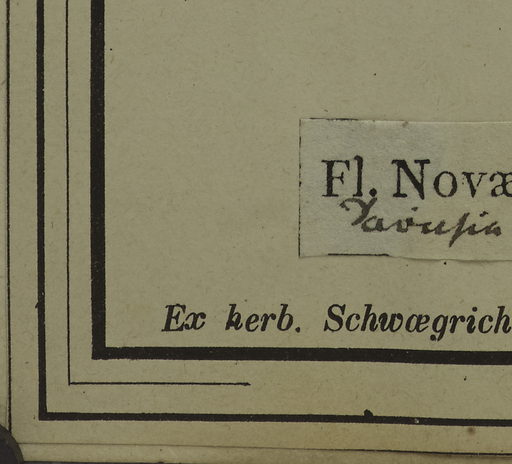 Fl. Novæ
Ex herb. Schwægrich